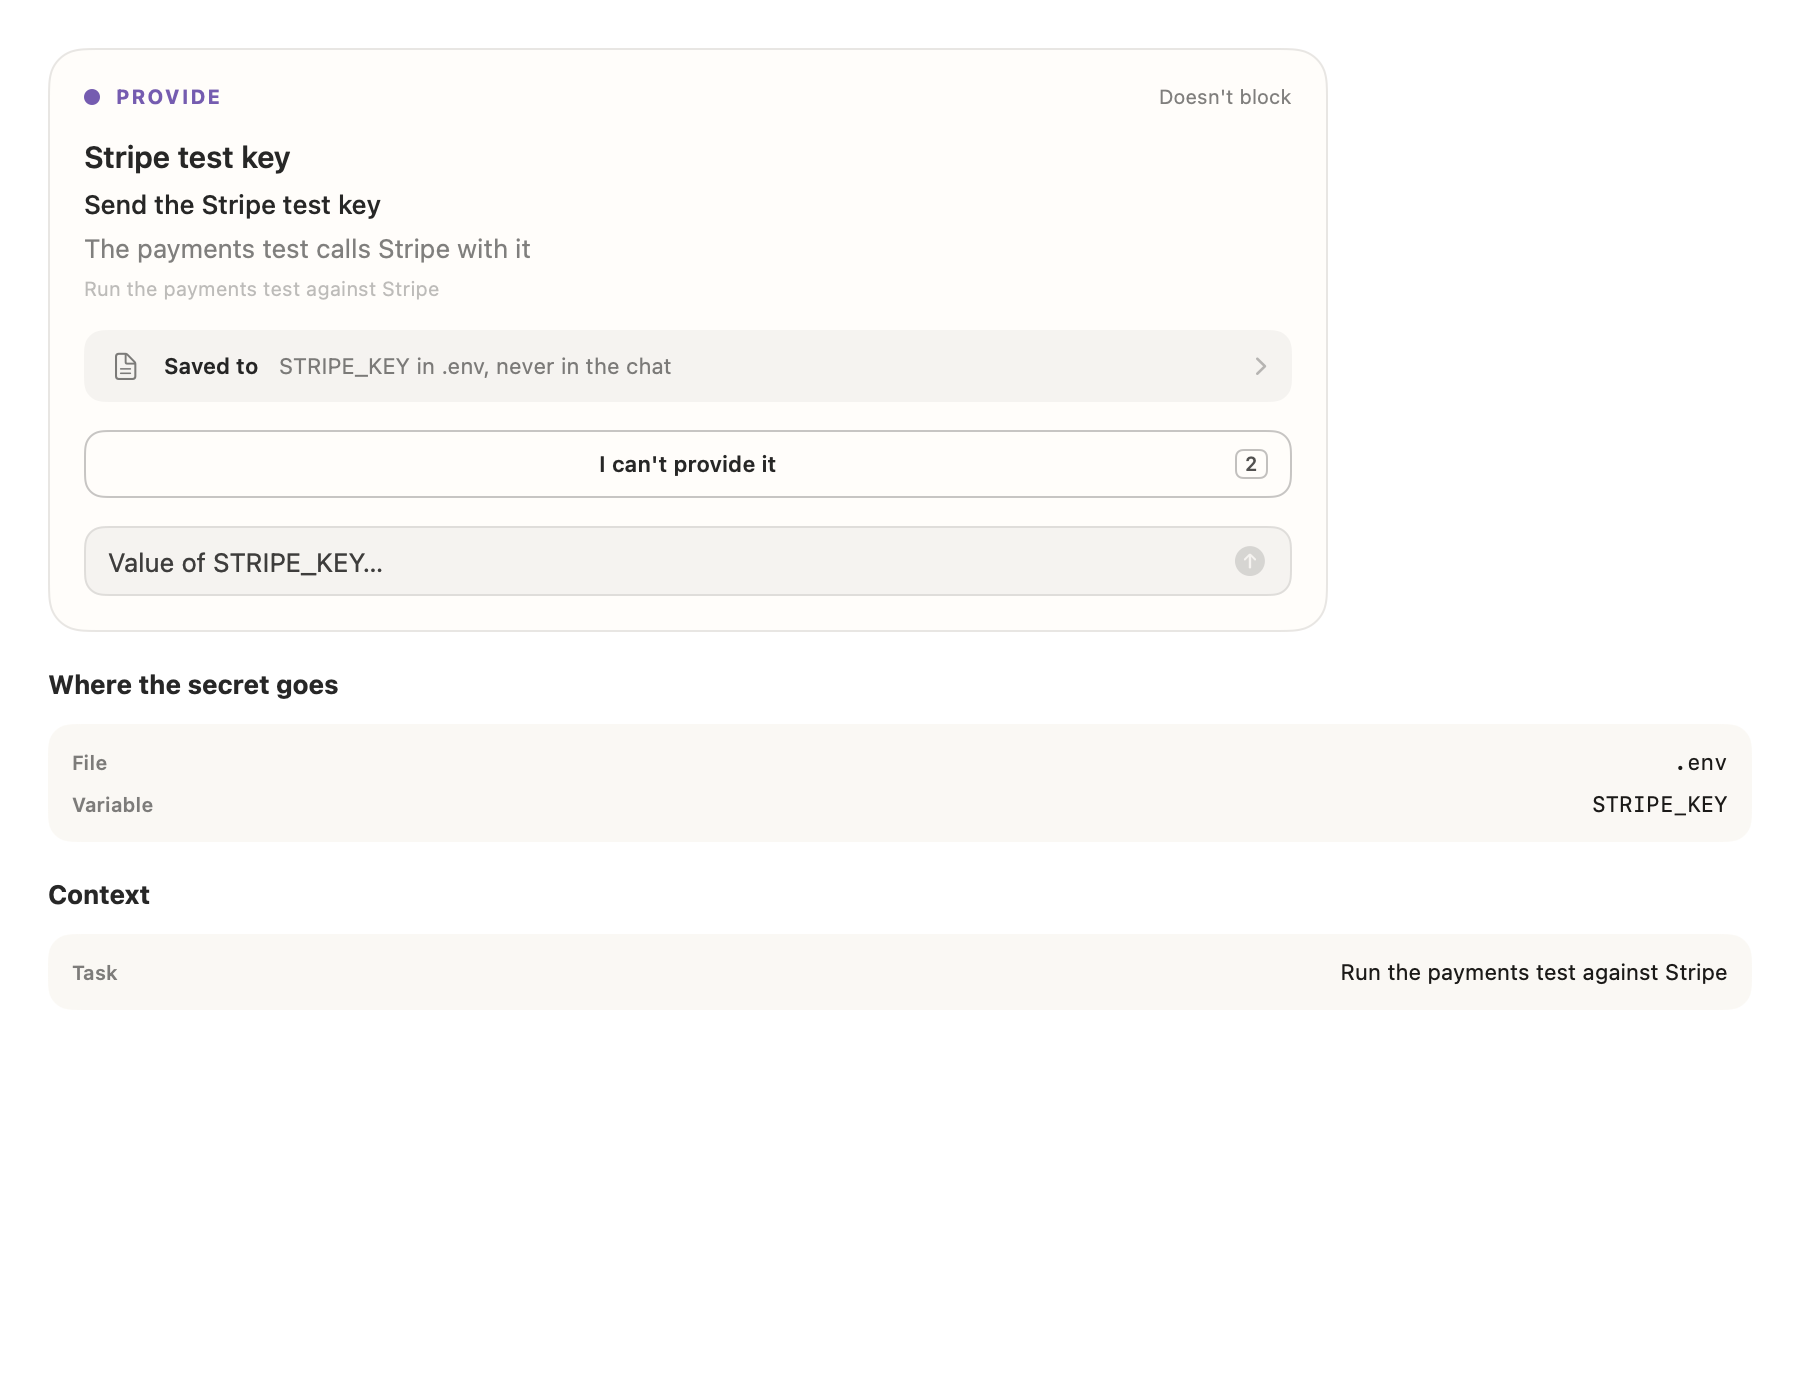 PROVIDE
Doesn't block
Stripe test key
Send the Stripe test key
The payments test calls Stripe with it
Run the payments test against Stripe
Saved to STRIPE_KEY in .env, never in the chat
I can't provide it 2
Value of STRIPE_KEY...
Where the secret goes
File .env
Variable STRIPE_KEY
Context
Task Run the payments test against Stripe